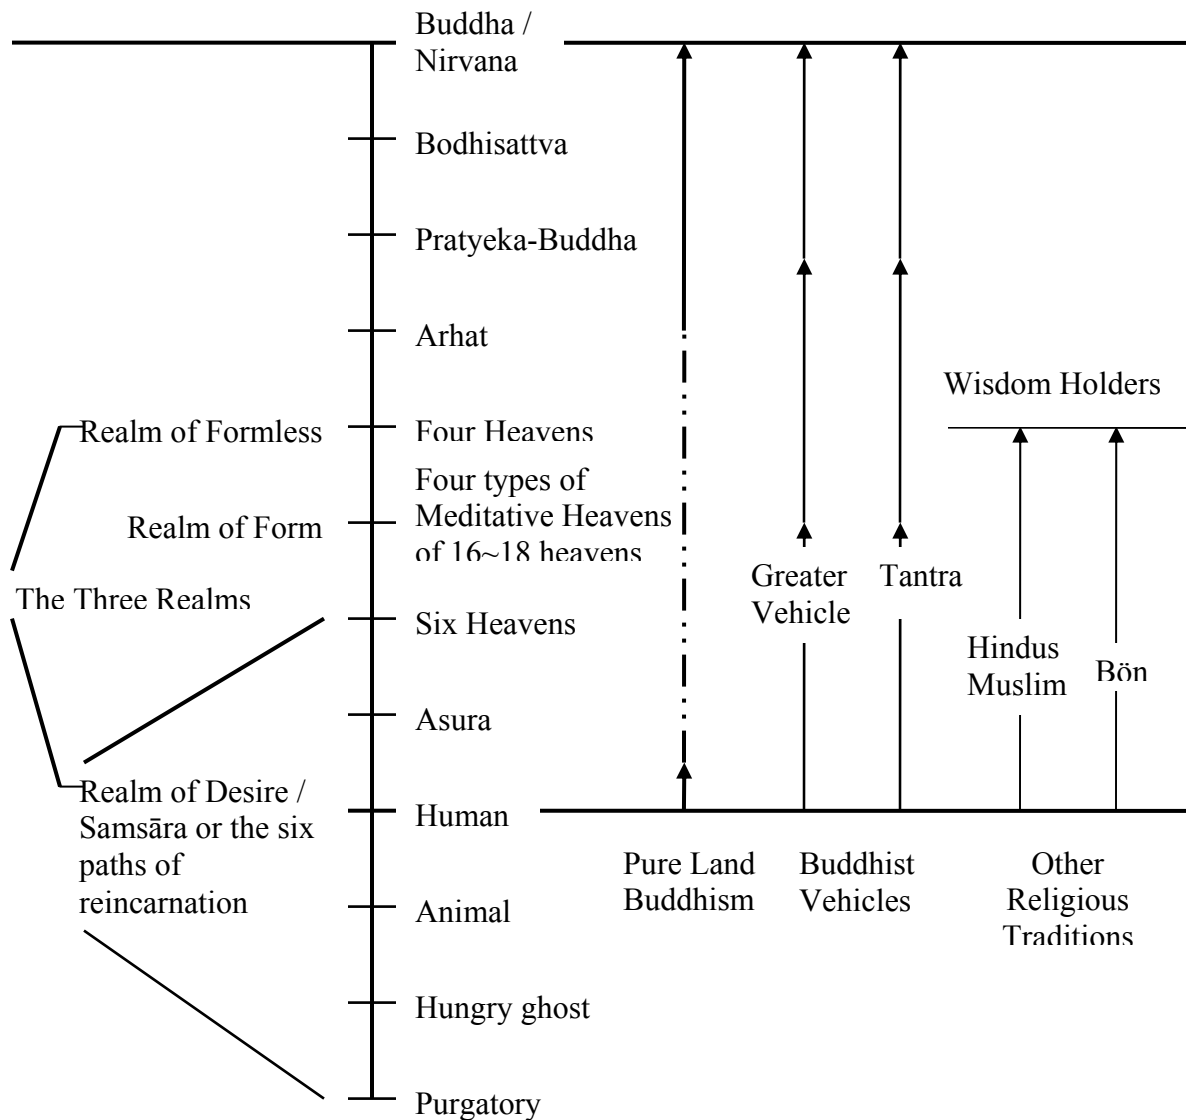 Buddha /
Nirvana
Bodhisattva
Pratyeka-Buddha
Arhat
Wisdom Holders
Realm of Formless
Four Heavens
Realm of Form
Four types of
Meditative Heavens
of 16~18 heavens
Greater
Vehicle
Tantra
The Three Realms
Six Heavens
Hindus
Muslim
Bön
Asura
Realm of Desire /
Samsāra or the six
paths of
reincarnation
Human
Pure Land
Buddhism
Buddhist
Vehicles
Other
Religious
Traditions
Animal
Hungry ghost
Purgatory